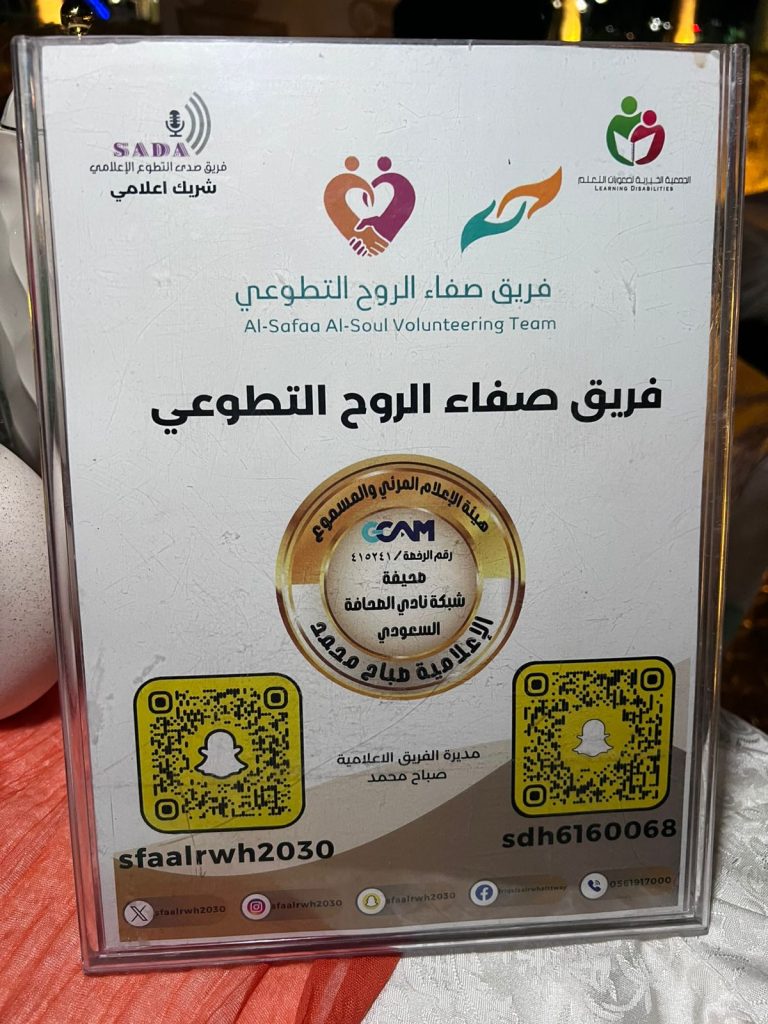 SADA
فريق صدى التطوع الإعلامي
شريك اعلامي
الجمعية الخيرية لصعوبات التعلم
LEARNING DISABILITIES
فريق صفاء الروح التطوعي
Al-Safaa Al-Soul Volunteering Team
فريق صفاء الروح التطوعي
هيئة الإعلام المرئي والمسموع
GCAM
رقم الرخصة / ٤١٥٢٤١
صحيفة
شبكة نادي الصحافة
السعودي
الإعلامية صباح محمد
مديرة الفريق الاعلامية
صباح محمد
sfaalrwh2030
sdh6160068
sfaalrwh2030
sfaalrwh2030
sfaalrwh2030
0561917000